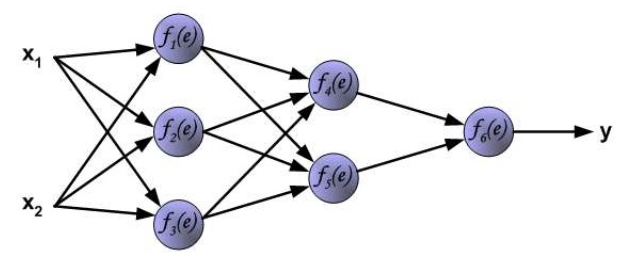 x₁
x₂
f₁(e)
f₂(e)
f₃(e)
f₄(e)
f₅(e)
f₆(e)
y